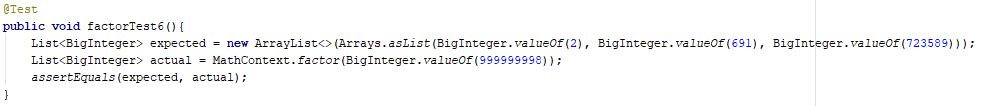 @Test
public void factorTest6(){
List<BigInteger> expected = new ArrayList<>(Arrays.asList(BigInteger.valueOf(2), BigInteger.valueOf(691), BigInteger.valueOf(723589)));
List<BigInteger> actual = MathContext.factor(BigInteger.valueOf(999999998));
assertEquals(expected, actual);
}